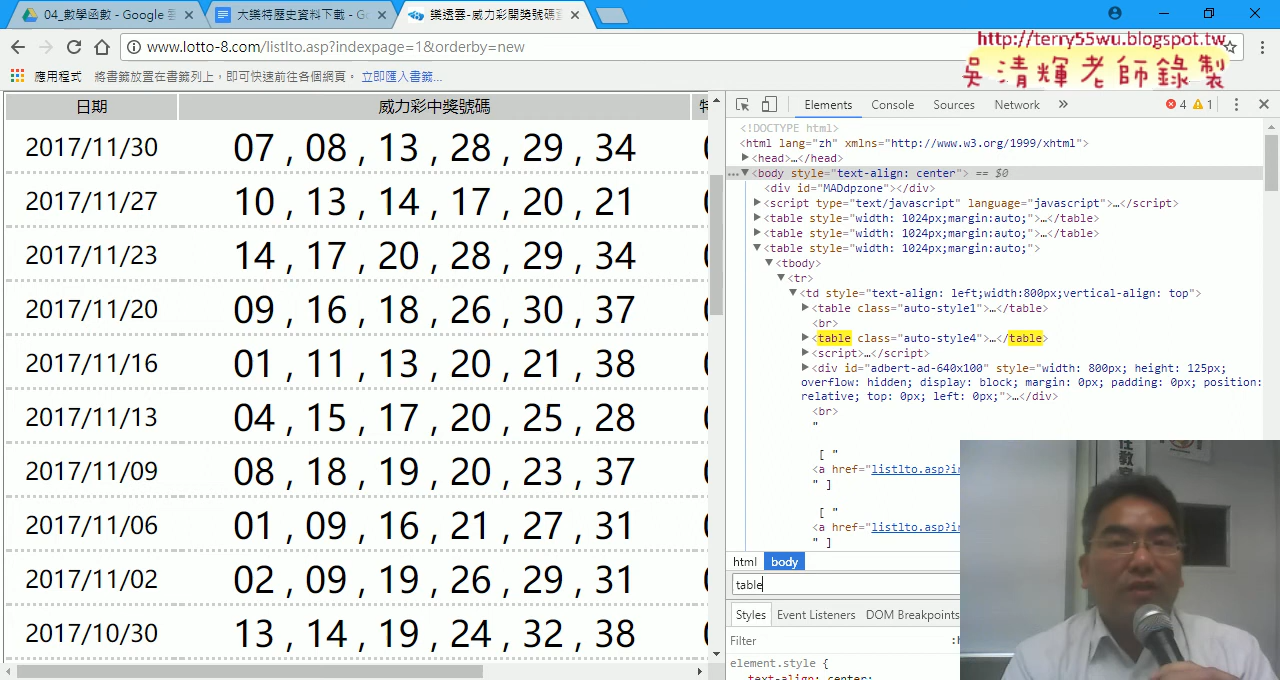 04_數學函數 - Google 雲
大樂特歷史資料下載 - Go
樂透雲-威力彩開獎號碼
www.lotto-8.com/listlto.asp?indexpage=1&orderby=new
http://terry55wu.blogspot.tw
吳清輝老師錄製
應用程式 將書籤放置在書籤列上，即可快速前往各個網頁。 立即匯入書籤...
日期 威力彩中獎號碼 特
2017/11/30 07 , 08 , 13 , 28 , 29 , 34
2017/11/27 10 , 13 , 14 , 17 , 20 , 21
2017/11/23 14 , 17 , 20 , 28 , 29 , 34
2017/11/20 09 , 16 , 18 , 26 , 30 , 37
2017/11/16 01 , 11 , 13 , 20 , 21 , 38
2017/11/13 04 , 15 , 17 , 20 , 25 , 28
2017/11/09 08 , 18 , 19 , 20 , 23 , 37
2017/11/06 01 , 09 , 16 , 21 , 27 , 31
2017/11/02 02 , 09 , 19 , 26 , 29 , 31
2017/10/30 13 , 14 , 19 , 24 , 32 , 38
Elements Console Sources Network » 4 1
<!DOCTYPE html>
<html lang="zh" xmlns="http://www.w3.org/1999/xhtml">
<head>…</head>
<body style="text-align: center"> == $0
<div id="MADdpzone"></div>
<script type="text/javascript" language="javascript">…</script>
<table style="width: 1024px;margin:auto;">…</table>
<table style="width: 1024px;margin:auto;">…</table>
<table style="width: 1024px;margin:auto;">
<tbody>
<tr>
<td style="text-align: left;width:800px;vertical-align: top">
<table class="auto-style1">…</table>
<br>
<table class="auto-style4">…</table>
<script>…</script>
<div id="adbert-ad-640x100" style="width: 800px; height: 125px;
overflow: hidden; display: block; margin: 0px; padding: 0px; position:
relative; top: 0px; left: 0px;">…</div>
<br>
"
[ "
<a href="listlto.asp?in
" ]
[ "
<a href="listlto.asp?in
" ]
html body
table
Styles Event Listeners DOM Breakpoints
Filter :h
element.style {
text-align: center;